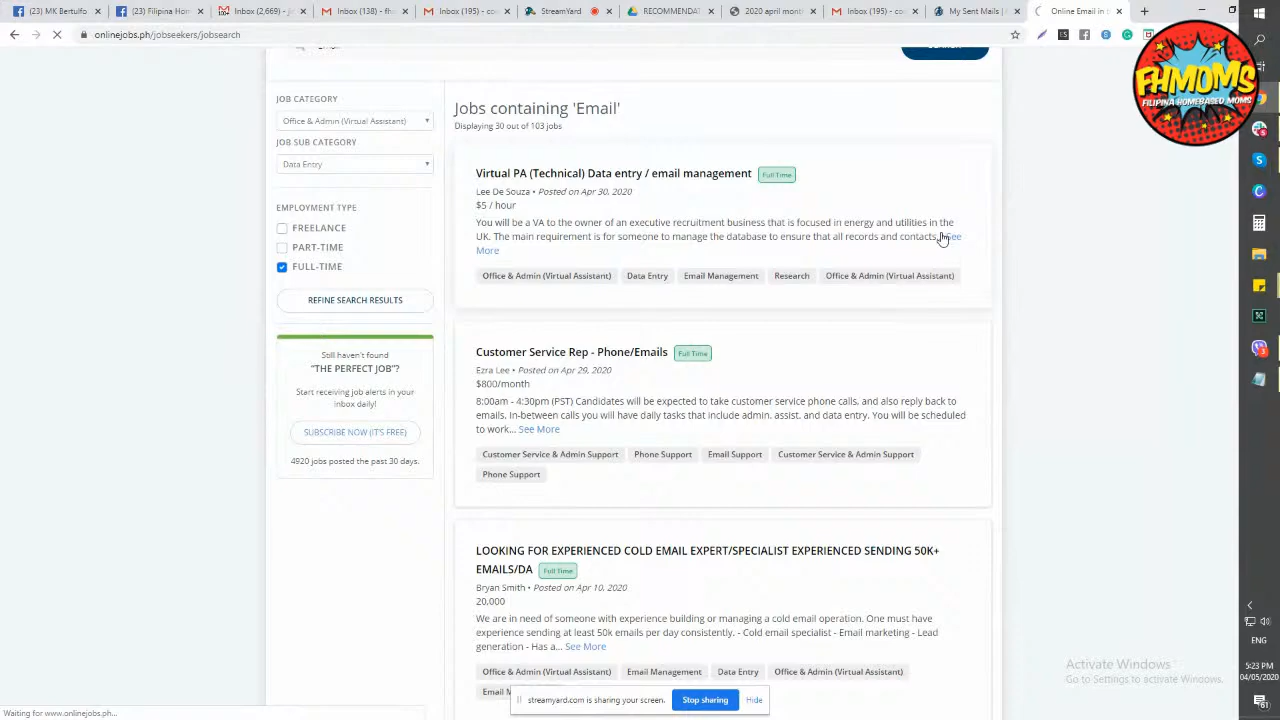 (1) MK Bertulfo
(2) Filipina Home
Inbox (2,669) - ji
Inbox (138) - fhm
Inbox (195) - co
StreamYard
RECOMMENDAT
2020 april month
Inbox (195) - co
My Sent Mails |
Online Email in t
onlinejobs.ph/jobseekers/jobsearch
FHMOMS
FILIPINA HOMEBASED MOMS
JOB CATEGORY
Office & Admin (Virtual Assistant)
JOB SUB CATEGORY
Data Entry
EMPLOYMENT TYPE
FREELANCE
PART-TIME
FULL-TIME
REFINE SEARCH RESULTS
Still haven't found
"THE PERFECT JOB"?
Start receiving job alerts in your
inbox daily!
SUBSCRIBE NOW (IT'S FREE)
4920 jobs posted the past 30 days.
Jobs containing 'Email'
Displaying 30 out of 103 jobs
Virtual PA (Technical) Data entry / email management Full Time
Lee De Souza • Posted on Apr 30, 2020
$5 / hour
You will be a VA to the owner of an executive recruitment business that is focused in energy and utilities in the
UK. The main requirement is for someone to manage the database to ensure that all records and contacts See
More
Office & Admin (Virtual Assistant) Data Entry Email Management Research Office & Admin (Virtual Assistant)
Customer Service Rep - Phone/Emails Full Time
Ezra Lee • Posted on Apr 29, 2020
$800/month
8:00am - 4:30pm (PST) Candidates will be expected to take customer service phone calls, and also reply back to
emails. In-between calls you will have daily tasks that include admin, assist, and data entry. You will be scheduled
to work... See More
Customer Service & Admin Support Phone Support Email Support Customer Service & Admin Support
Phone Support
LOOKING FOR EXPERIENCED COLD EMAIL EXPERT/SPECIALIST EXPERIENCED SENDING 50K+
EMAILS/DA Full Time
Bryan Smith • Posted on Apr 10, 2020
20,000
We are in need of someone with experience building or managing a cold email operation. One must have
experience sending at least 50k emails per day consistently. - Cold email specialist - Email marketing - Lead
generation - Has a... See More
Office & Admin (Virtual Assistant) Email Management Data Entry Office & Admin (Virtual Assistant)
Email M
streamyard.com is sharing your screen. Stop sharing Hide
Waiting for www.onlinejobs.ph...
Activate Windows
Go to Settings to activate Windows.
ENG
5:23 PM
04/05/2020
61